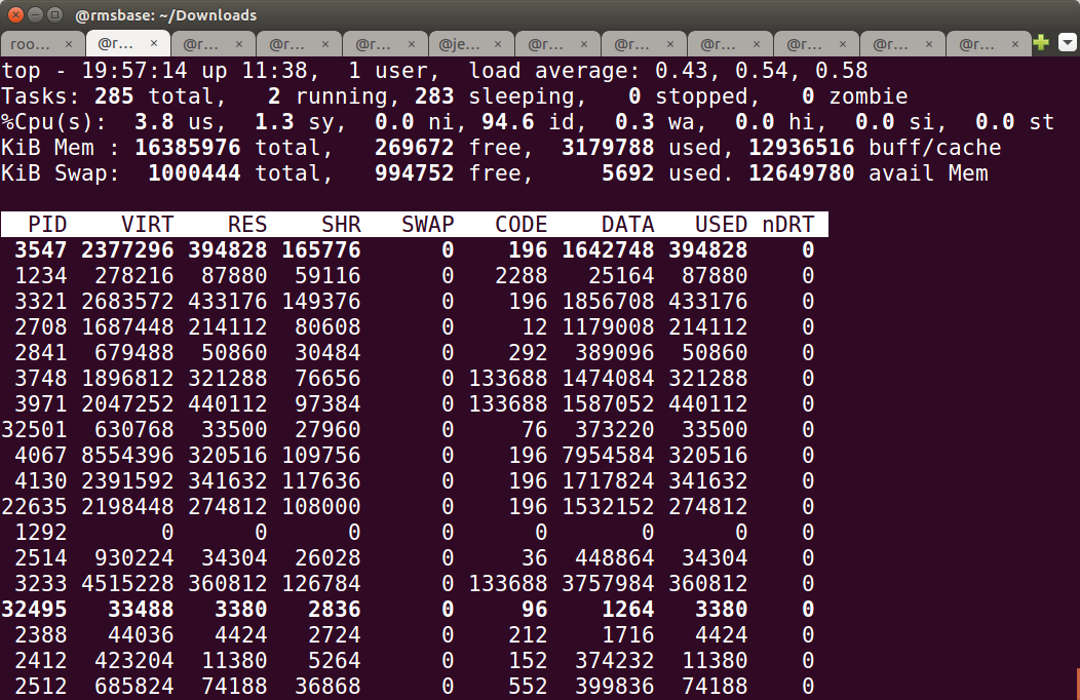 @rmsbase: ~/Downloads
roo... × @r... × @r... × @r... × @r... × @je... × @r... × @r... × @r... × @r... × @r... × @r... ×
top - 19:57:14 up 11:38,  1 user,  load average: 0.43, 0.54, 0.58
Tasks: 285 total,   2 running, 283 sleeping,   0 stopped,   0 zombie
%Cpu(s):  3.8 us,  1.3 sy,  0.0 ni, 94.6 id,  0.3 wa,  0.0 hi,  0.0 si,  0.0 st
KiB Mem : 16385976 total,   269672 free,  3179788 used, 12936516 buff/cache
KiB Swap:  1000444 total,   994752 free,     5692 used. 12649780 avail Mem
PID    VIRT    RES    SHR   SWAP   CODE    DATA   USED nDRT
3547 2377296 394828 165776      0    196 1642748 394828    0
1234  278216  87880  59116      0   2288   25164  87880    0
3321 2683572 433176 149376      0    196 1856708 433176    0
2708 1687448 214112  80608      0     12 1179008 214112    0
2841  679488  50860  30484      0    292  389096  50860    0
3748 1896812 321288  76656      0 133688 1474084 321288    0
3971 2047252 440112  97384      0 133688 1587052 440112    0
32501  630768  33500  27960      0     76  373220  33500    0
4067 8554396 320516 109756      0    196 7954584 320516    0
4130 2391592 341632 117636      0    196 1717824 341632    0
22635 2198448 274812 108000      0    196 1532152 274812    0
1292       0      0      0      0      0       0      0    0
2514  930224  34304  26028      0     36  448864  34304    0
3233 4515228 360812 126784      0 133688 3757984 360812    0
32495   33488   3380   2836      0     96    1264   3380    0
2388   44036   4424   2724      0    212    1716   4424    0
2412  423204  11380   5264      0    152  374232  11380    0
2512  685824  74188  36868      0    552  399836  74188    0